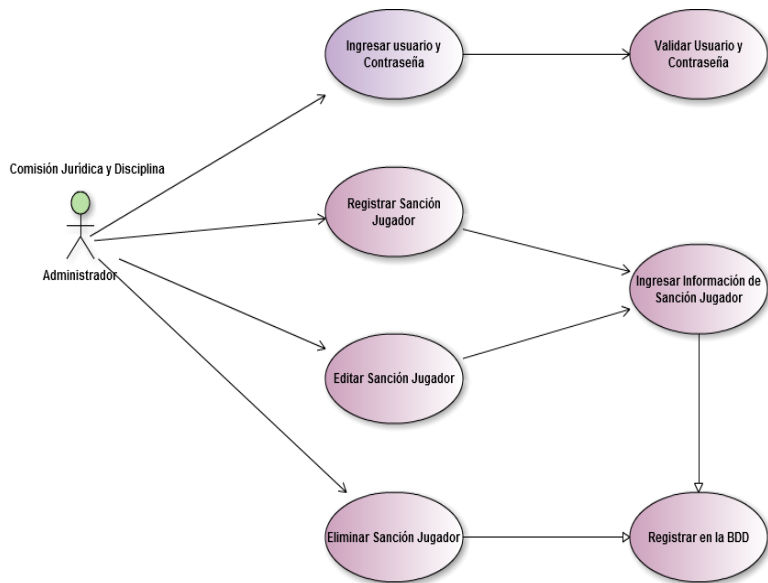 Ingresar usuario y
Contraseña
Validar Usuario y
Contraseña
Comisión Jurídica y Disciplina
Administrador
Registrar Sanción
Jugador
Ingresar Información de
Sanción Jugador
Editar Sanción Jugador
Eliminar Sanción Jugador
Registrar en la BDD